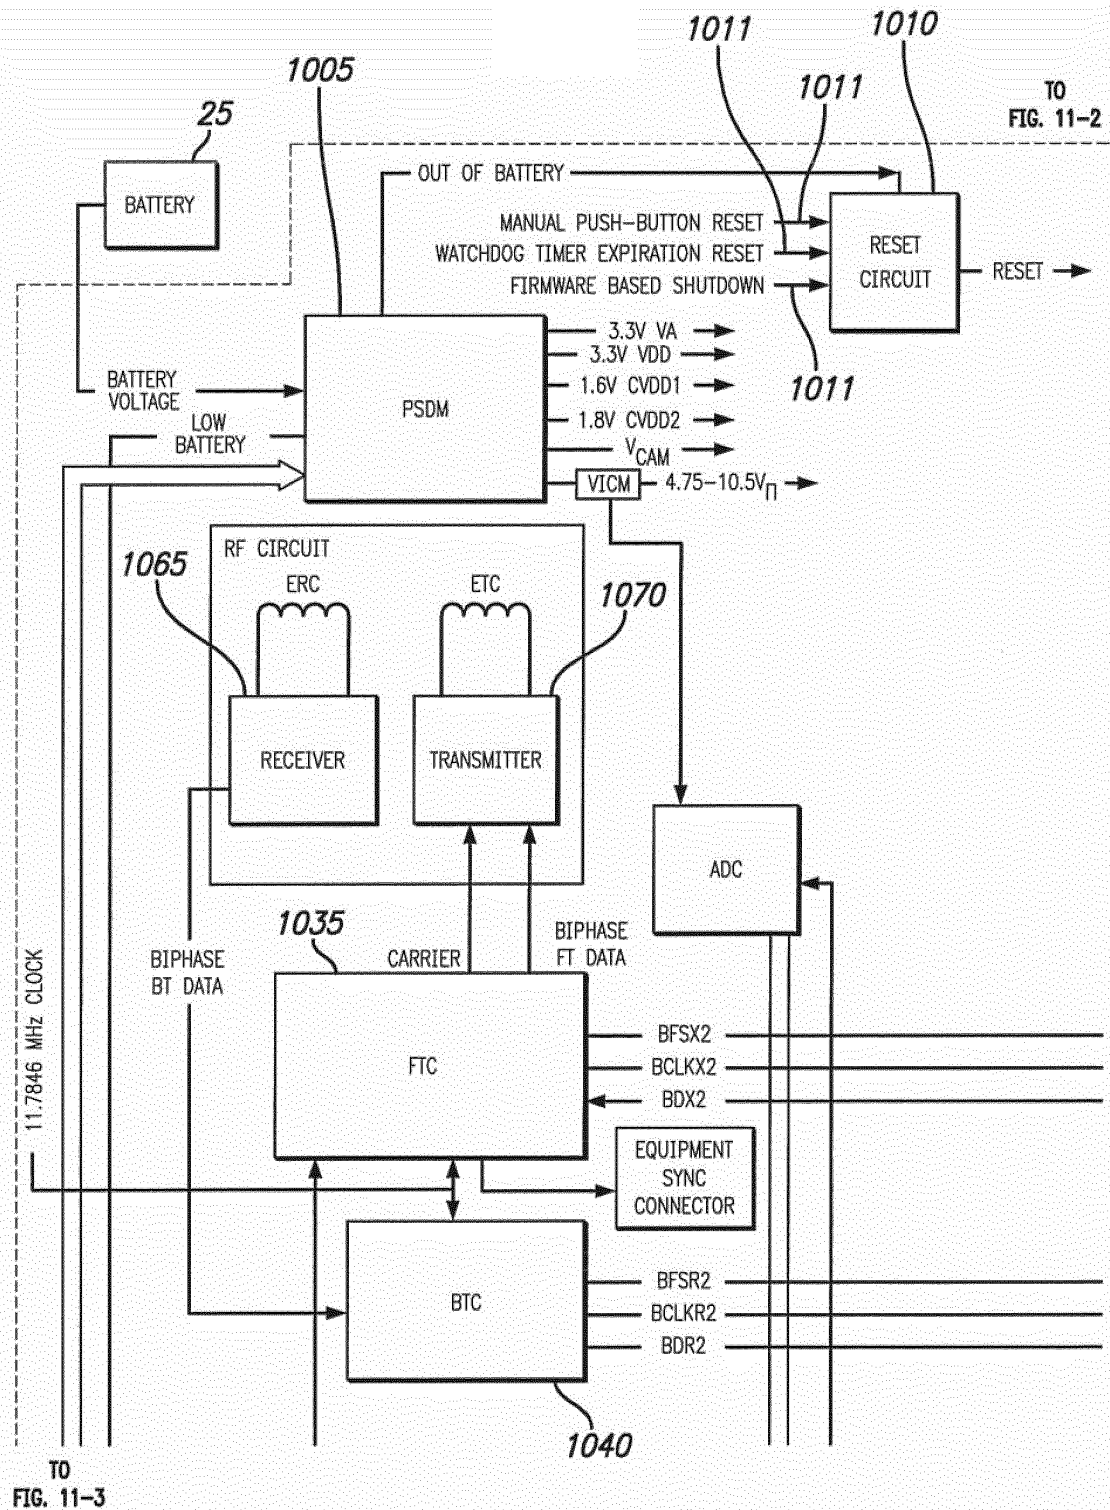 1011
1010
1005
1011
TO
FIG. 11-2
25
OUT OF BATTERY
BATTERY
MANUAL PUSH-BUTTON RESET
WATCHDOG TIMER EXPIRATION RESET
FIRMWARE BASED SHUTDOWN
RESET
CIRCUIT
RESET
3.3V VA
3.3V VDD
1.6V CVDD1
1.8V CVDD2
VCAM
VICM
4.75-10.5V∏
1011
BATTERY
VOLTAGE
PSDM
LOW
BATTERY
RF CIRCUIT
1065
ERC
ETC
1070
RECEIVER
TRANSMITTER
ADC
1035
CARRIER
BIPHASE
FT DATA
BIPHASE
BT DATA
11.7846 MHz CLOCK
FTC
BFSX2
BCLKX2
BDX2
EQUIPMENT
SYNC
CONNECTOR
BTC
BFSR2
BCLKR2
BDR2
1040
TO
FIG. 11-3